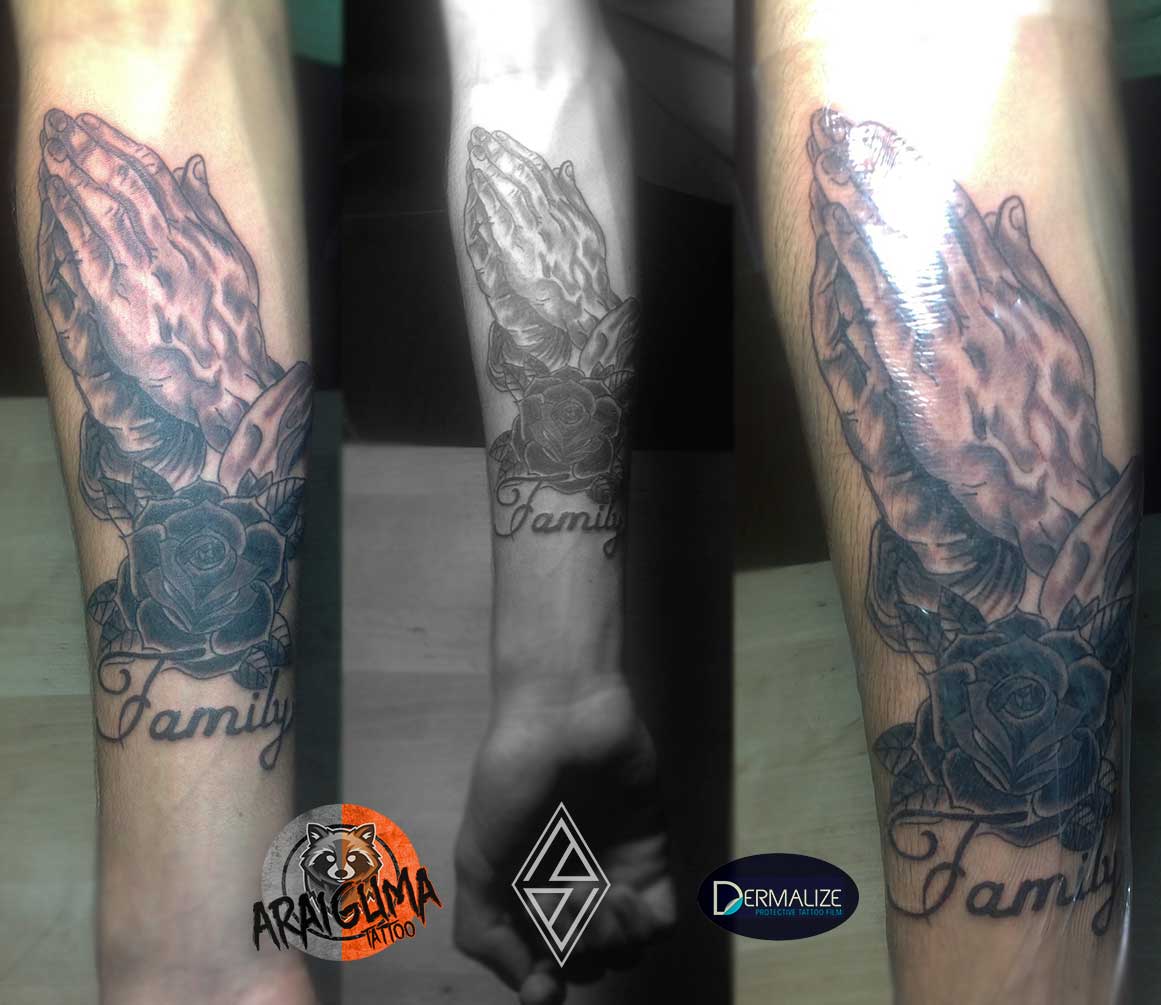 Family
Family
Family
ARAIGUMA
TATTOO
DERMALIZE
PROTECTIVE TATTOO FILM